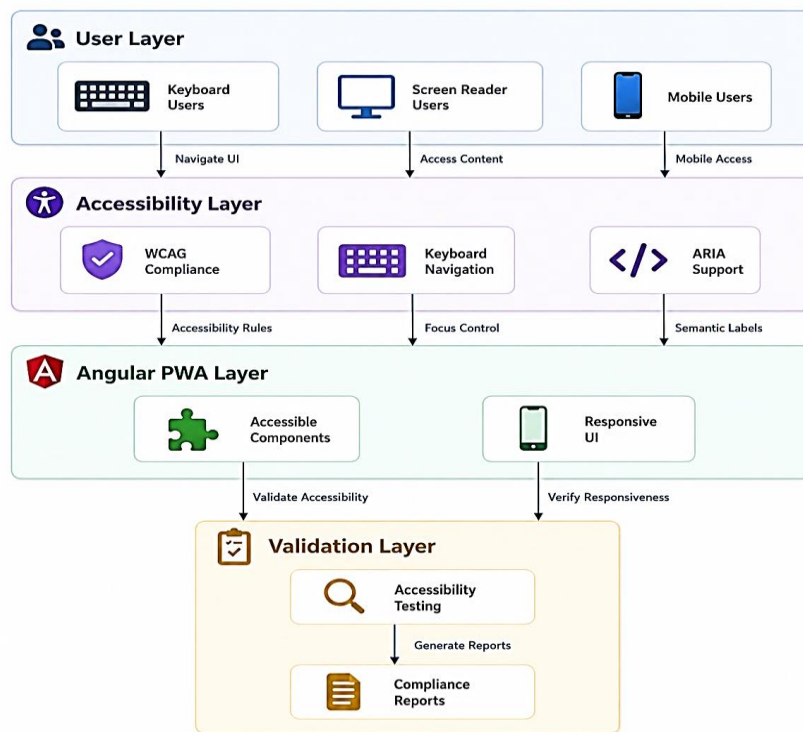 User Layer
Keyboard
Users
Screen Reader
Users
Mobile Users
Navigate UI
Access Content
Mobile Access
Accessibility Layer
WCAG
Compliance
Keyboard
Navigation
</>
ARIA
Support
Accessibility Rules
Focus Control
Semantic Labels
A
Angular PWA Layer
Accessible
Components
Responsive
UI
Validate Accessibility
Verify Responsiveness
Validation Layer
Accessibility
Testing
Generate Reports
Compliance
Reports